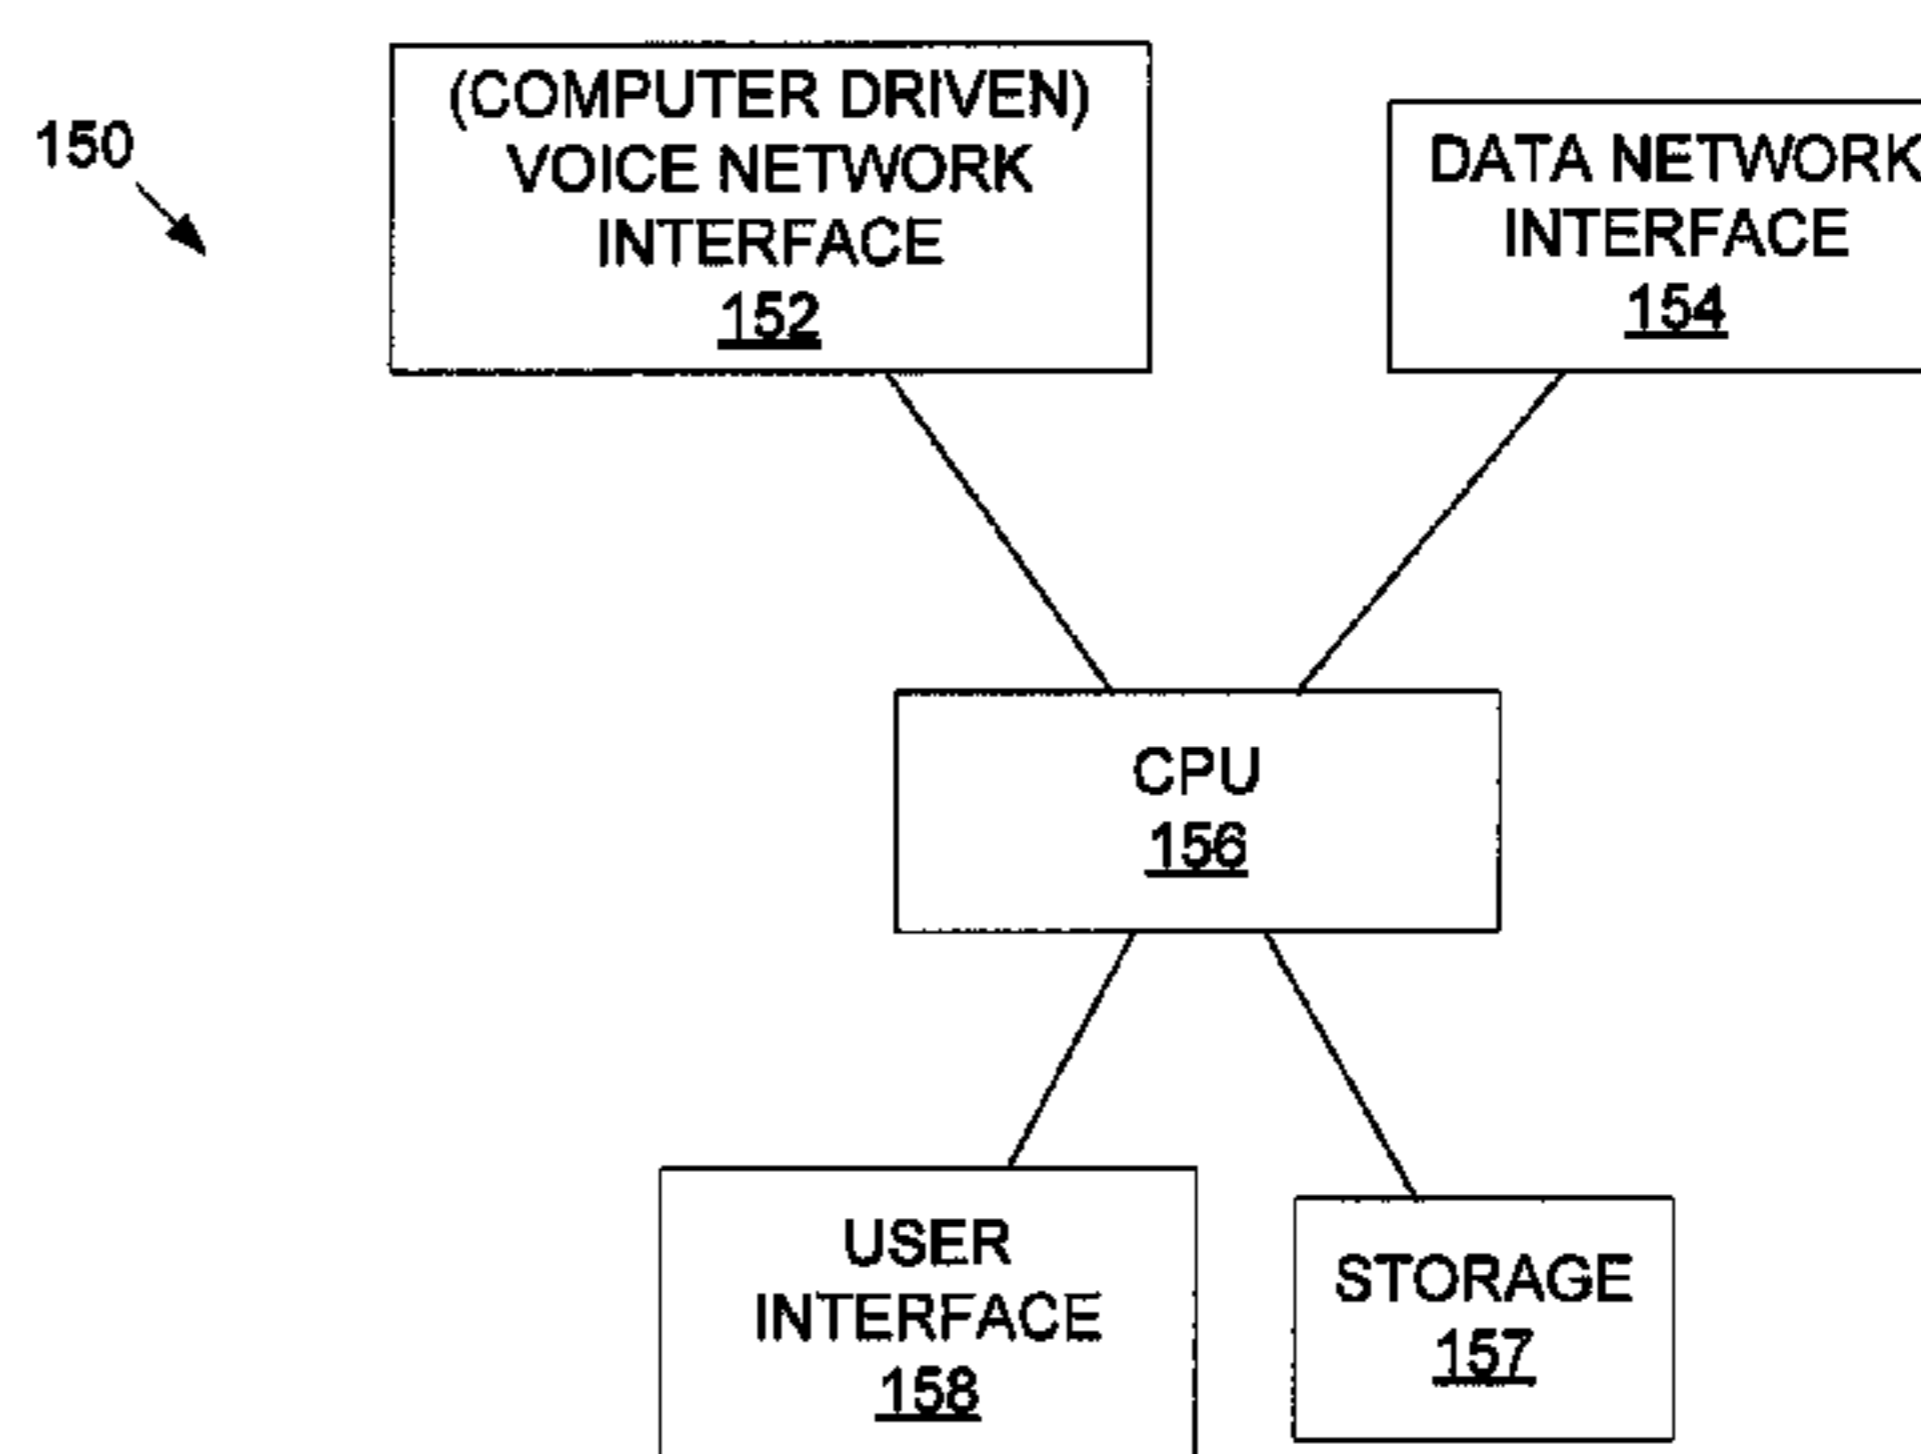 150
(COMPUTER DRIVEN)
VOICE NETWORK
INTERFACE
152
DATA NETWORK
INTERFACE
154
CPU
156
USER
INTERFACE
158
STORAGE
157